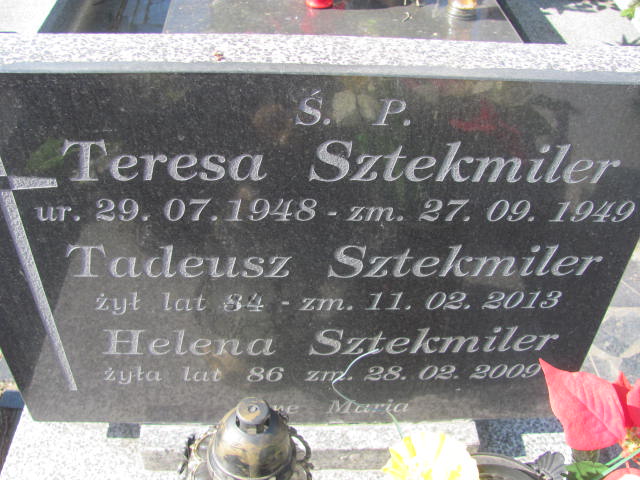 Ś. P.
Teresa Sztekmiler
ur. 29. 07. 1948 - zm. 27. 09. 1949
Tadeusz Sztekmiler
żył lat 84 - zm. 11. 02. 2013
Helena Sztekmiler
żyła lat 86 zm. 28. 02. 2009
Maria